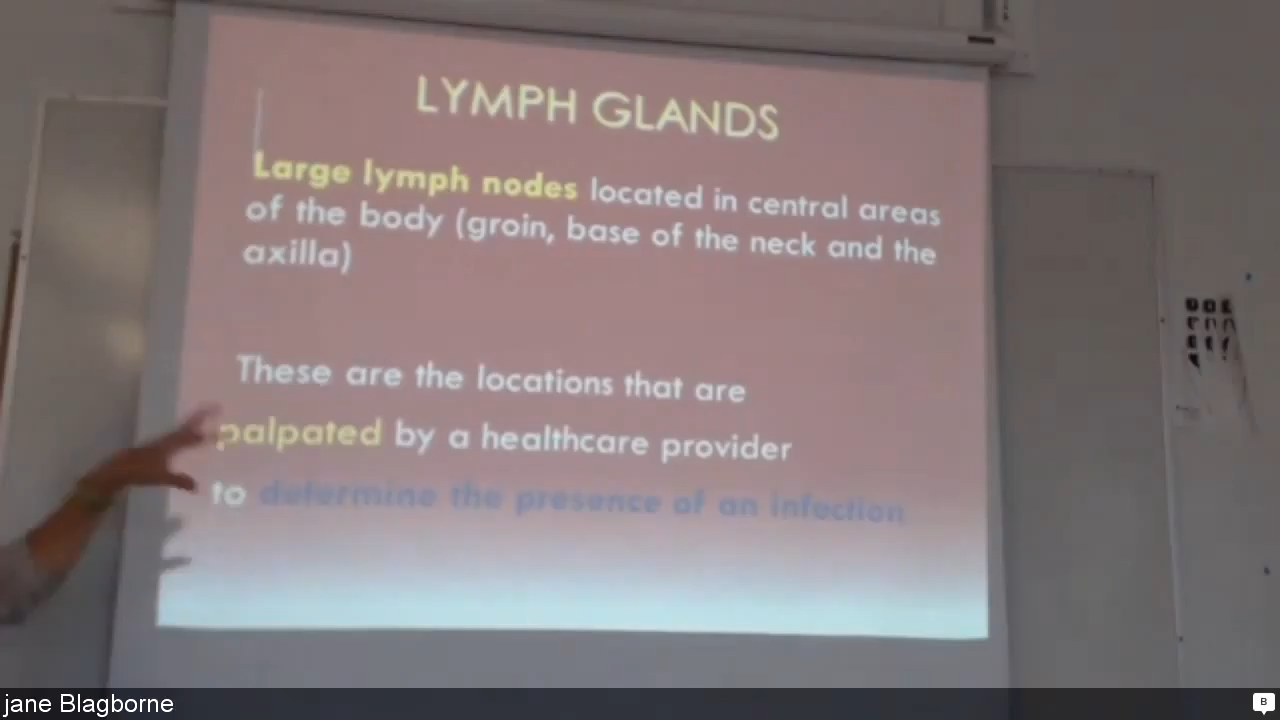 LYMPH GLANDS
Large lymph nodes located in central areas
of the body (groin, base of the neck and the
axilla)
These are the locations that are
palpated by a healthcare provider
to determine the presence of an infection
jane Blagborne
B